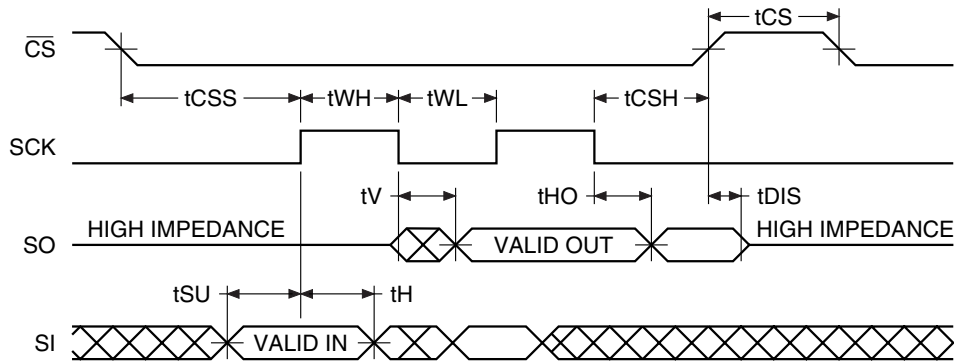 tCS
CS
tCSS
tWH
tWL
tCSH
SCK
tV
tHO
tDIS
HIGH IMPEDANCE
HIGH IMPEDANCE
SO
VALID OUT
tSU
tH
SI
VALID IN